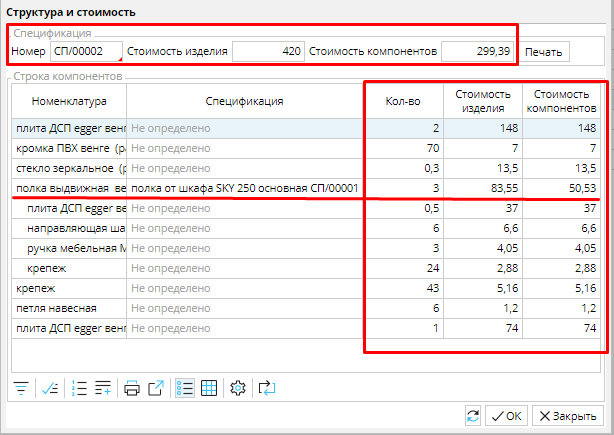 Структура и стоимость
Спецификация
Номер СП/00002 Стоимость изделия 420 Стоимость компонентов 299,39 Печать
Строка компонентов
Номенклатура Спецификация Кол-во Стоимость изделия Стоимость компонентов
плита ДСП egger венг Не определено 2 148 148
кромка ПВХ венге (ра Не определено 70 7 7
стекло зеркальное (р Не определено 0,3 13,5 13,5
полка выдвижная ве полка от шкафа SKY 250 основная СП/00001 3 83,55 50,53
плита ДСП egger ве Не определено 0,5 37 37
направляющая ша Не определено 6 6,6 6,6
ручка мебельная М Не определено 3 4,05 4,05
крепеж Не определено 24 2,88 2,88
крепеж Не определено 43 5,16 5,16
петля навесная Не определено 6 1,2 1,2
плита ДСП egger венг Не определено 1 74 74
ОК Закрыть